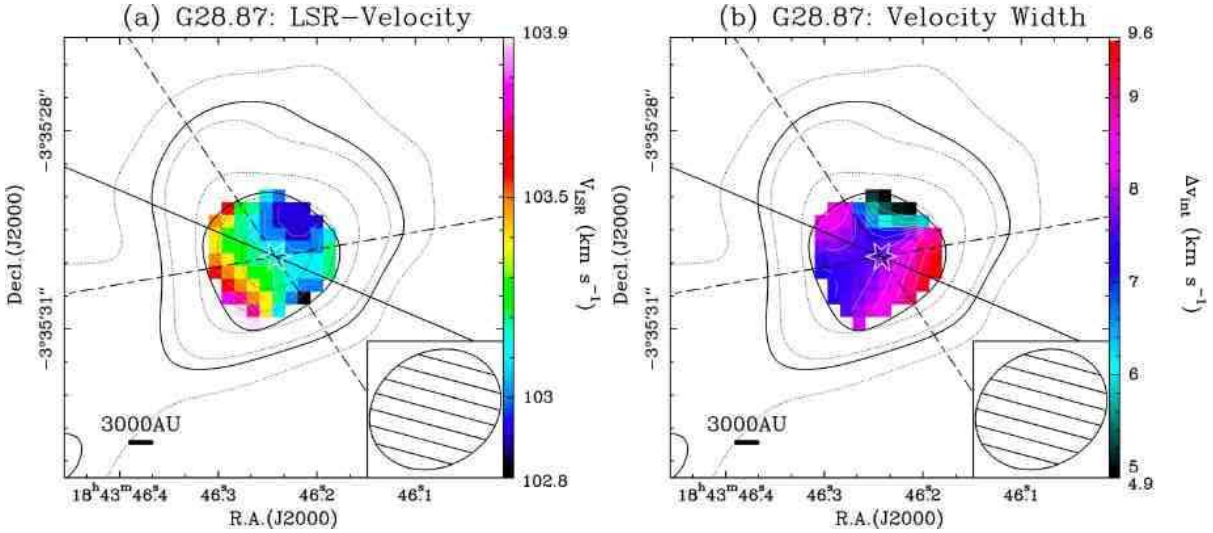 (a) G28.87: LSR-Velocity
103.9
103.5
103
102.8
V_LSR (km s⁻¹)
Decl.(J2000)
-3°35′28″
-3°35′31″
3000AU
18ʰ43ᵐ46ˢ.4
46ˢ.3
46ˢ.2
46ˢ.1
R.A.(J2000)
(b) G28.87: Velocity Width
9.6
9
8
7
6
5
4.9
Δv_int (km s⁻¹)
Decl.(J2000)
-3°35′28″
-3°35′31″
3000AU
18ʰ43ᵐ46ˢ.4
46ˢ.3
46ˢ.2
46ˢ.1
R.A.(J2000)